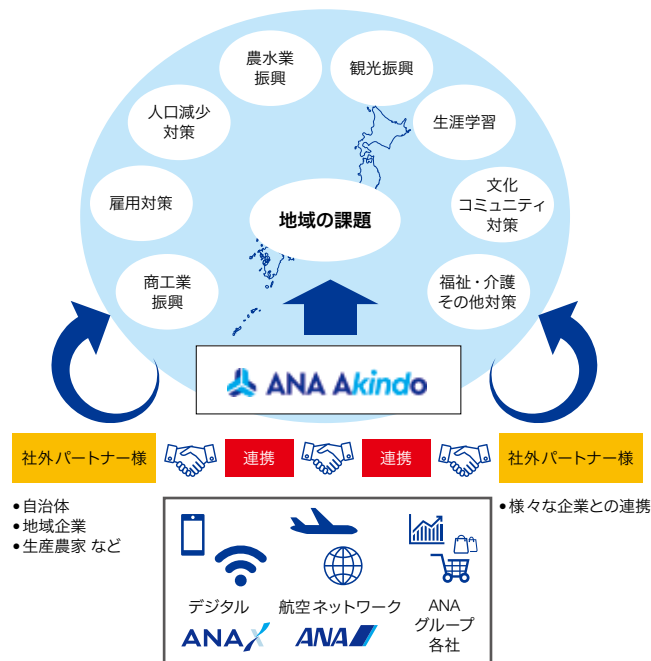 農水業
振興
観光振興
人口減少
対策
生涯学習
雇用対策
地域の課題
文化
コミュニティ
対策
商工業
振興
福祉・介護
その他対策
ANA Akindo
社外パートナー様
連携
連携
社外パートナー様
•自治体
•地域企業
•生産農家 など
•様々な企業との連携
デジタル
ANA X
航空ネットワーク
ANA
ANA
グループ
各社